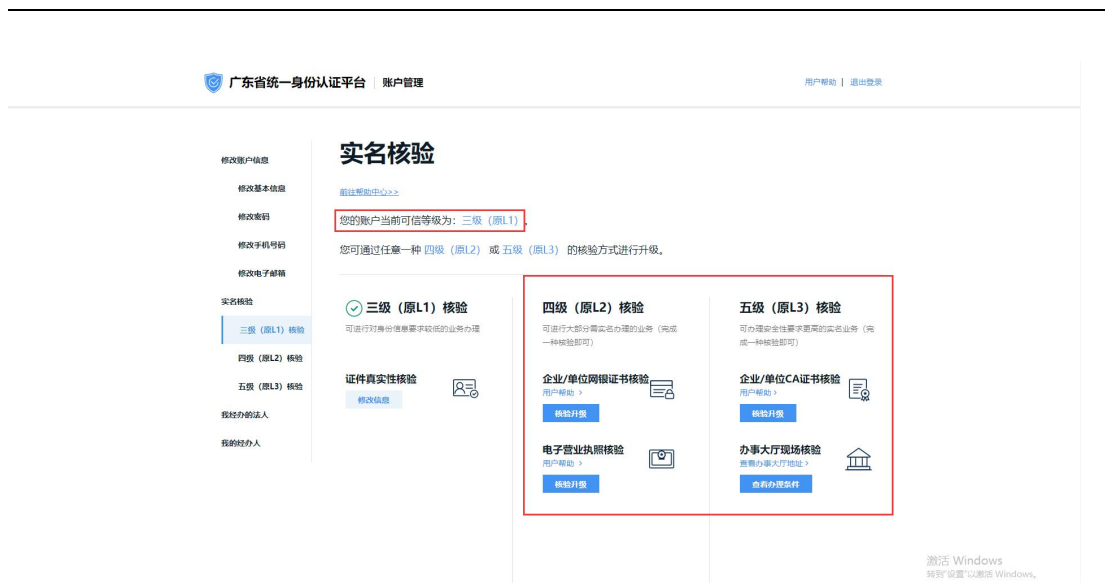 广东省统一身份认证平台 账户管理
用户帮助 | 退出登录
修改账户信息
修改基本信息
修改密码
修改手机号码
修改电子邮箱
实名核验
三级（原L1）核验
四级（原L2）核验
五级（原L3）核验
我经办的法人
我的经办人
实名核验
前往帮助中心>>
您的账户当前可信等级为：三级（原L1）。
您可通过任意一种 四级（原L2） 或 五级（原L3） 的核验方式进行升级。
三级（原L1）核验
可进行对身份信息要求较低的业务办理
证件真实性核验
修改信息
四级（原L2）核验
可进行大部分需实名办理的业务（完成
一种核验即可）
企业/单位网银证书核验
用户帮助 >
核验升级
电子营业执照核验
用户帮助 >
核验升级
五级（原L3）核验
可办理安全性要求更高的实名业务（完
成一种核验即可）
企业/单位CA证书核验
用户帮助 >
核验升级
办事大厅现场核验
查看办事大厅地址 >
查看办理条件
激活 Windows
转到"设置"以激活 Windows。